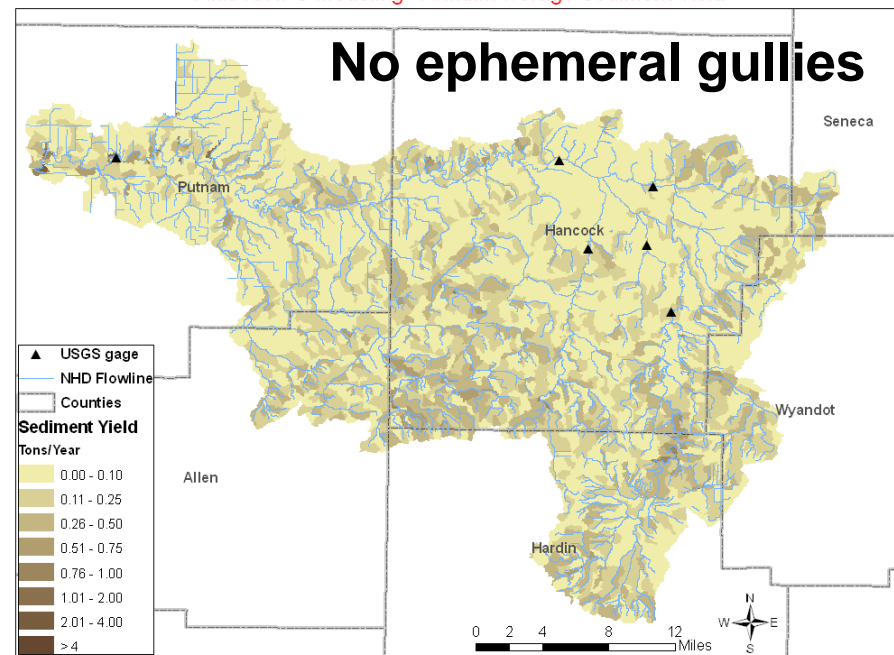 No ephemeral gullies
Seneca
Putnam
Hancock
Wyandot
Allen
Hardin
USGS gage
NHD Flowline
Counties
Sediment Yield
Tons/Year
0.00 - 0.10
0.11 - 0.25
0.26 - 0.50
0.51 - 0.75
0.76 - 1.00
1.01 - 2.00
2.01 - 4.00
> 4
0 2 4 8 12
Miles
N
W E
S